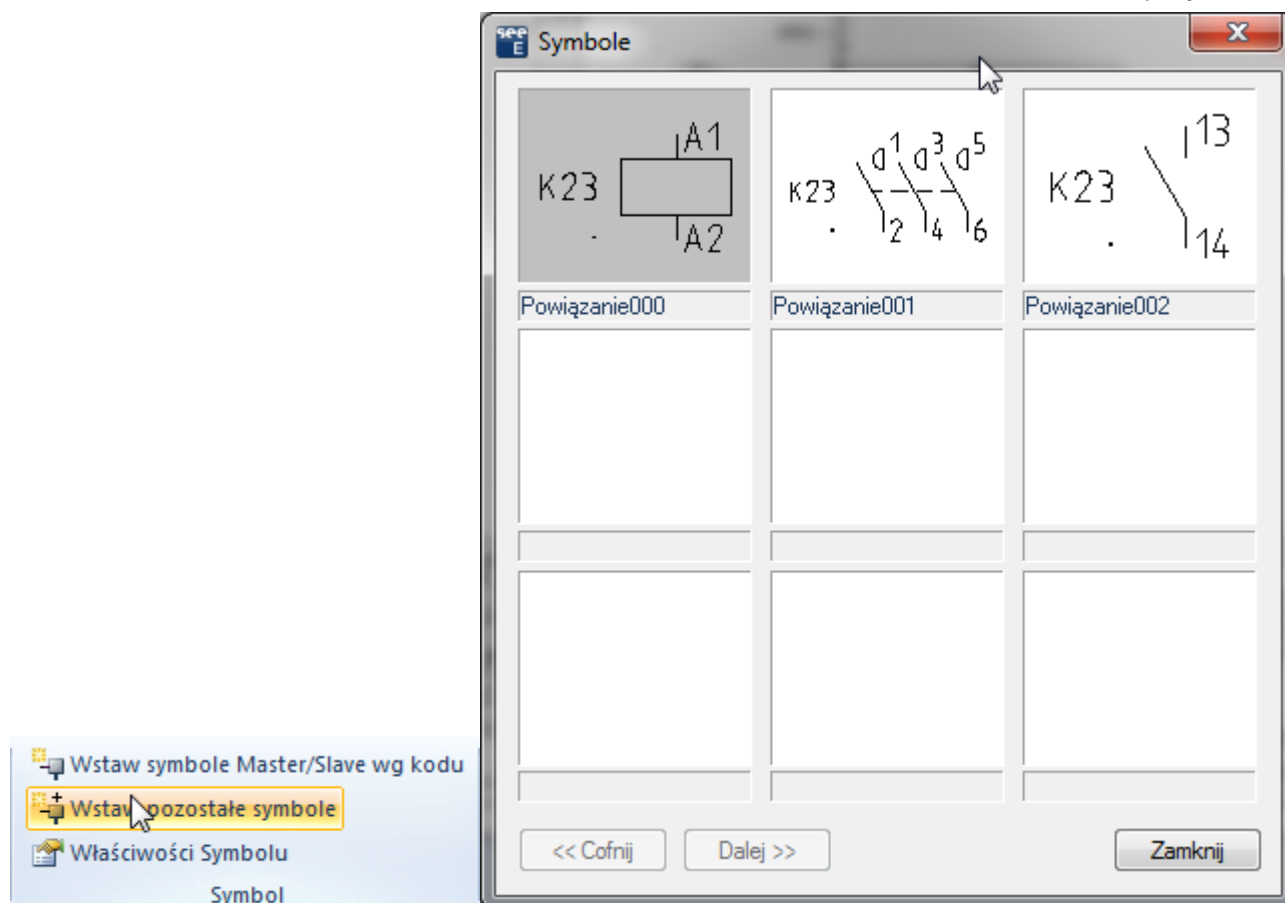 see E Symbole
K23 A1 A2
K23 1 3 5 2 4 6
K23 13 14
Powiązanie000 Powiązanie001 Powiązanie002
Wstaw symbole Master/Slave wg kodu
Wstaw pozostałe symbole
Właściwości Symbolu
Symbol
<< Cofnij Dalej >> Zamknij